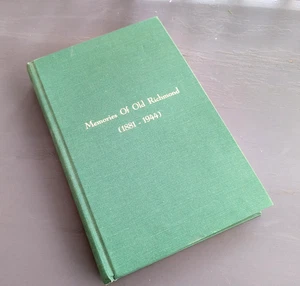 Memories Of Old Richmond
(1881 - 1944)